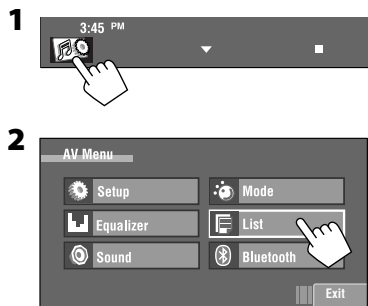 1
3:45 PM
2
AV Menu
Setup
Mode
Equalizer
List
Sound
Bluetooth
Exit